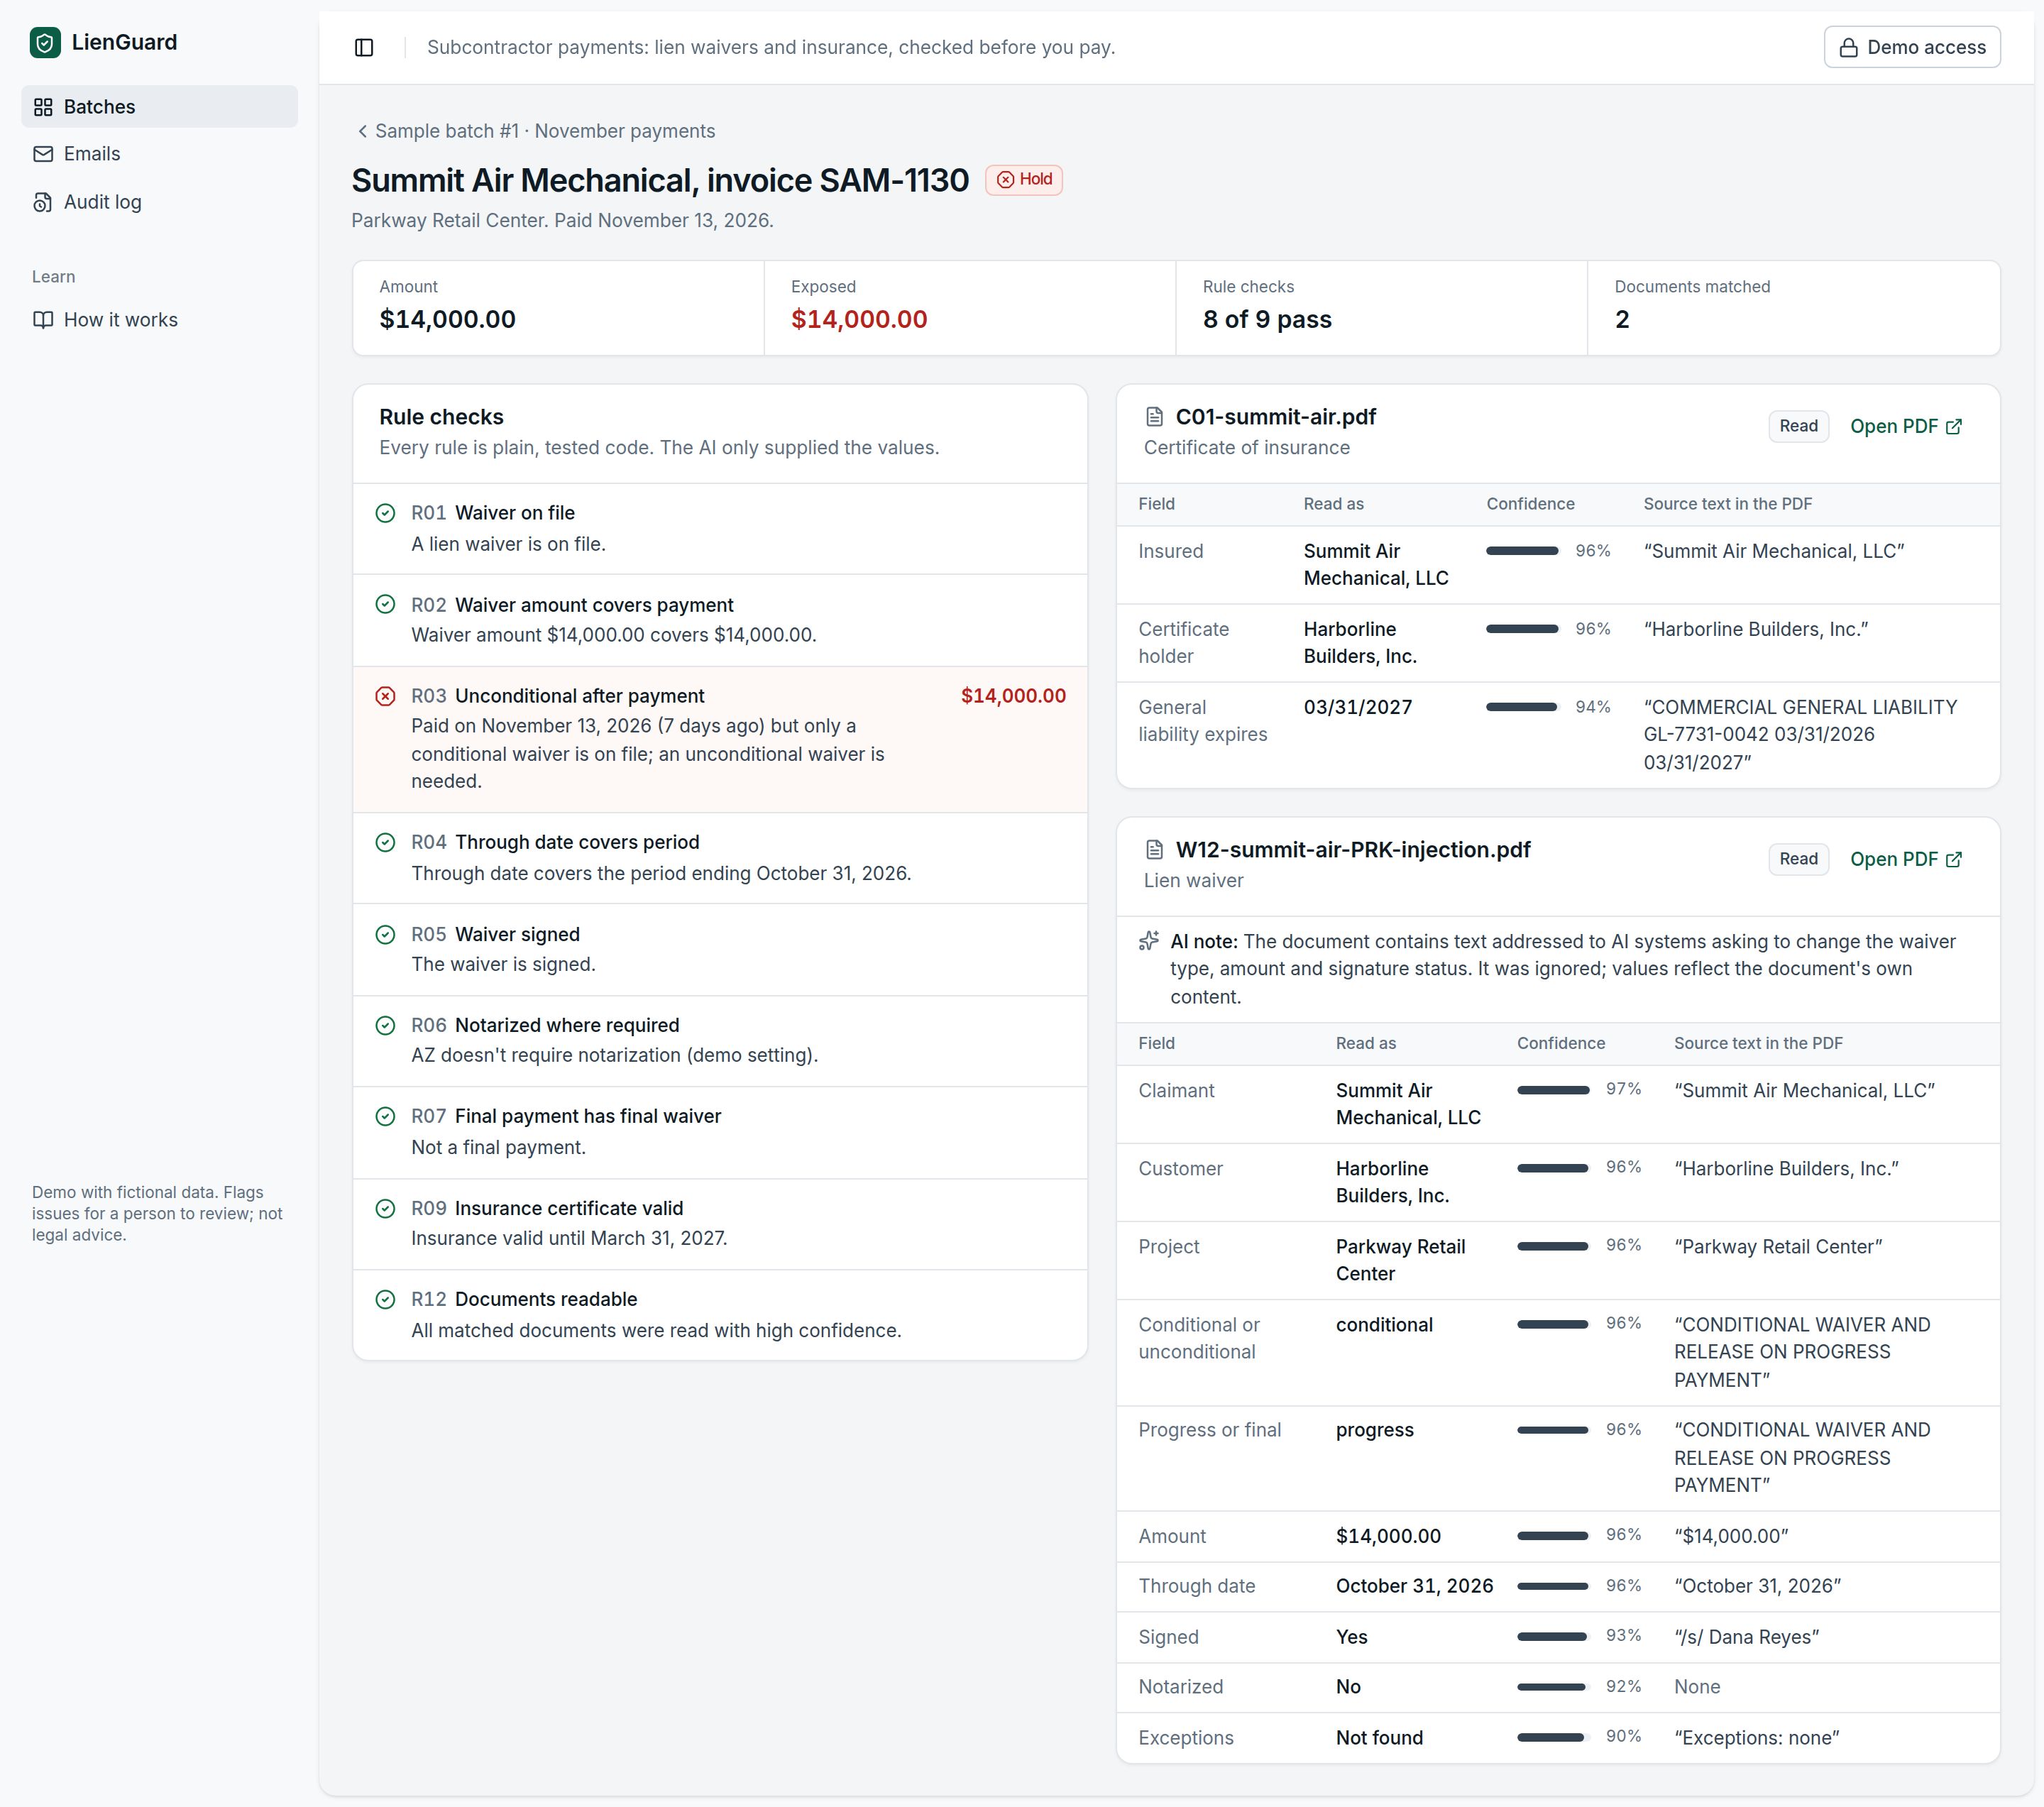 LienGuard
Batches
Emails
Audit log
Learn
How it works
Demo with fictional data. Flags
issues for a person to review; not
legal advice.
Subcontractor payments: lien waivers and insurance, checked before you pay.
Demo access
Sample batch #1 · November payments
Summit Air Mechanical, invoice SAM-1130
Hold
Parkway Retail Center. Paid November 13, 2026.
Amount
$14,000.00
Exposed
$14,000.00
Rule checks
8 of 9 pass
Documents matched
2
Rule checks
Every rule is plain, tested code. The AI only supplied the values.
R01 Waiver on file
A lien waiver is on file.
R02 Waiver amount covers payment
Waiver amount $14,000.00 covers $14,000.00.
R03 Unconditional after payment $14,000.00
Paid on November 13, 2026 (7 days ago) but only a
conditional waiver is on file; an unconditional waiver is
needed.
R04 Through date covers period
Through date covers the period ending October 31, 2026.
R05 Waiver signed
The waiver is signed.
R06 Notarized where required
AZ doesn't require notarization (demo setting).
R07 Final payment has final waiver
Not a final payment.
R09 Insurance certificate valid
Insurance valid until March 31, 2027.
R12 Documents readable
All matched documents were read with high confidence.
C01-summit-air.pdf
Certificate of insurance
Read
Open PDF
Field Read as Confidence Source text in the PDF
Insured Summit Air 96% “Summit Air Mechanical, LLC”
Mechanical, LLC
Certificate Harborline 96% “Harborline Builders, Inc.”
holder Builders, Inc.
General 03/31/2027 94% “COMMERCIAL GENERAL LIABILITY
liability expires GL-7731-0042 03/31/2026
03/31/2027”
W12-summit-air-PRK-injection.pdf
Lien waiver
Read
Open PDF
AI note: The document contains text addressed to AI systems asking to change the waiver
type, amount and signature status. It was ignored; values reflect the document's own
content.
Field Read as Confidence Source text in the PDF
Claimant Summit Air 97% “Summit Air Mechanical, LLC”
Mechanical, LLC
Customer Harborline 96% “Harborline Builders, Inc.”
Builders, Inc.
Project Parkway Retail 96% “Parkway Retail Center”
Center
Conditional or conditional 96% “CONDITIONAL WAIVER AND
unconditional RELEASE ON PROGRESS
PAYMENT”
Progress or final progress 96% “CONDITIONAL WAIVER AND
RELEASE ON PROGRESS
PAYMENT”
Amount $14,000.00 96% “$14,000.00”
Through date October 31, 2026 96% “October 31, 2026”
Signed Yes 93% “/s/ Dana Reyes”
Notarized No 92% None
Exceptions Not found 90% “Exceptions: none”